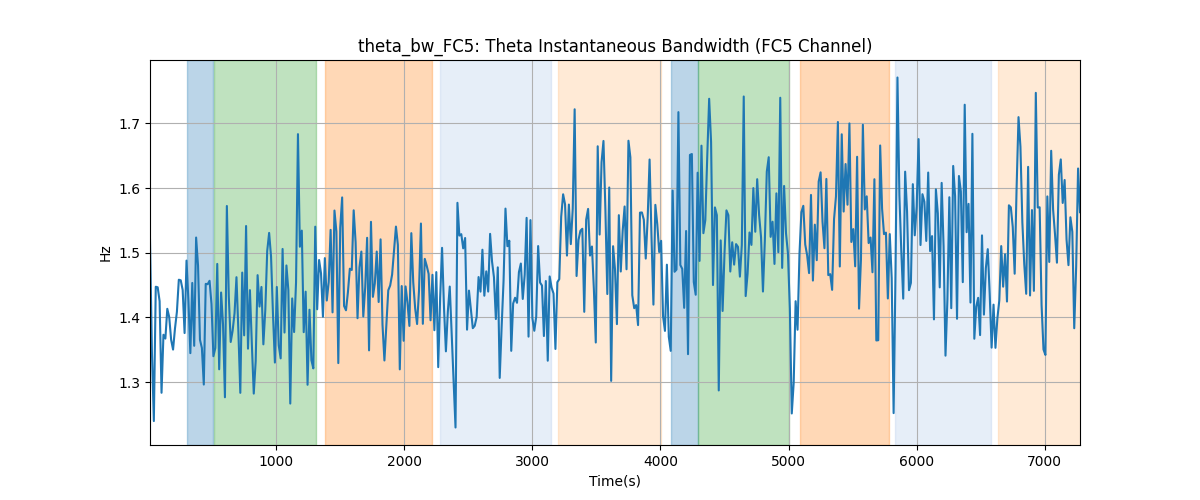 theta_bw_FC5: Theta Instantaneous Bandwidth (FC5 Channel)
Hz
1.7
1.6
1.5
1.4
1.3
1000 2000 3000 4000 5000 6000 7000
Time(s)